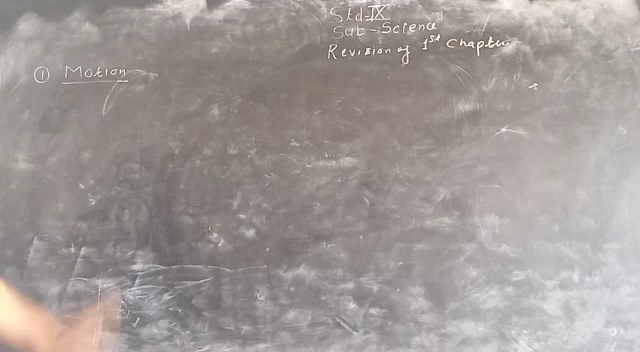 Std-IX
Sub-Science
Revision of 1st Chapter
① Motion